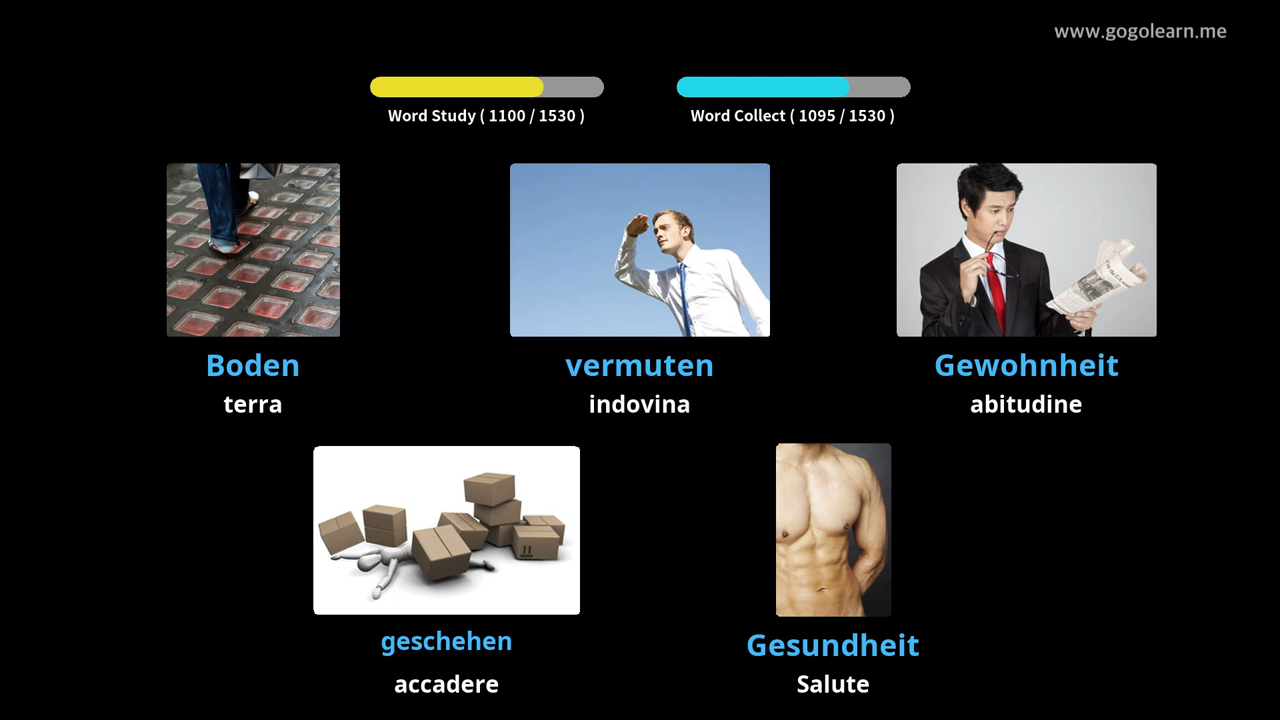 www.gogolearn.me
Word Study ( 1100 / 1530 )
Word Collect ( 1095 / 1530 )
Boden
vermuten
Gewohnheit
terra
indovina
abitudine
geschehen
Gesundheit
accadere
Salute